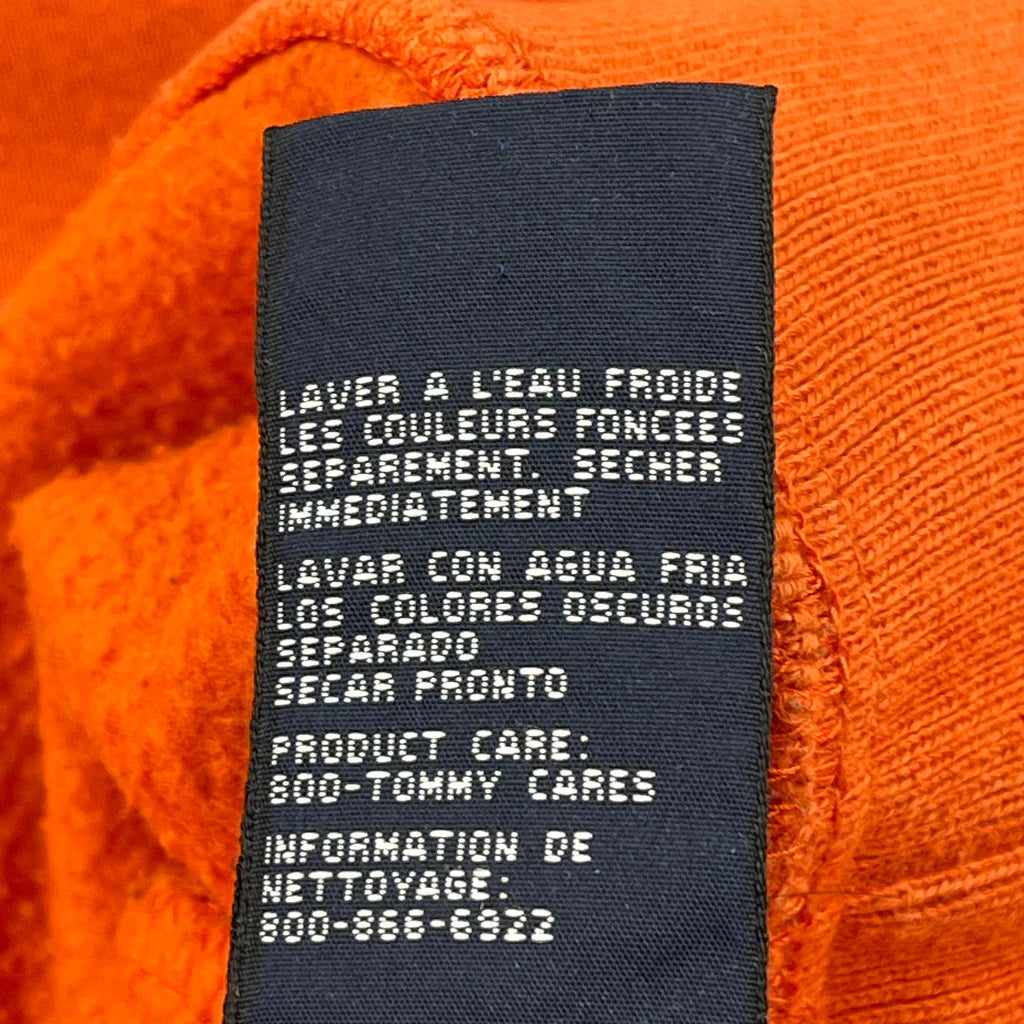 LAVER A L'EAU FROIDE
LES COULEURS FONCEES
SEPAREMENT. SECHER
IMMEDIATEMENT
LAVAR CON AGUA FRIA
LOS COLORES OSCUROS
SEPARADO
SECAR PRONTO
PRODUCT CARE:
800-TOMMY CARES
INFORMATION DE
NETTOYAGE:
800-866-6922